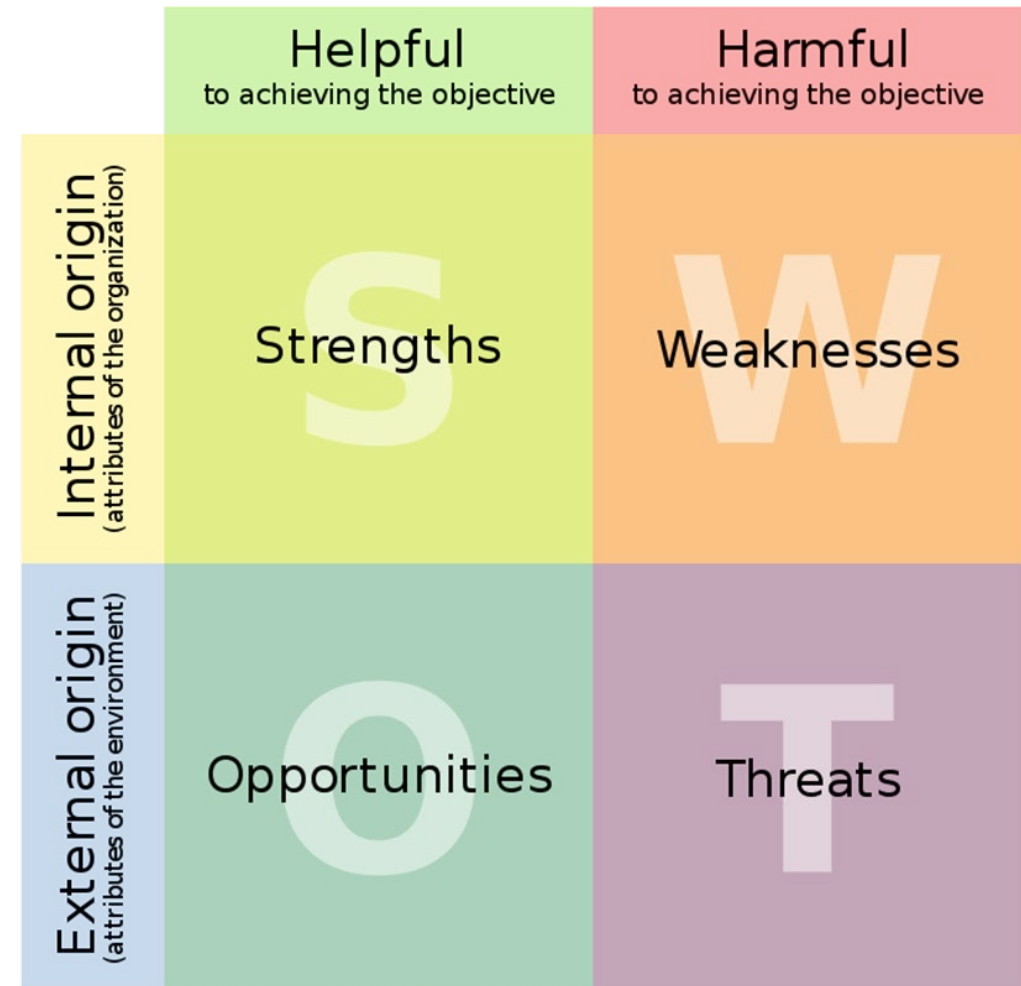 Helpful
to achieving the objective
Harmful
to achieving the objective
Internal origin
(attributes of the organization)
S
Strengths
W
Weaknesses
External origin
(attributes of the environment)
O
Opportunities
T
Threats